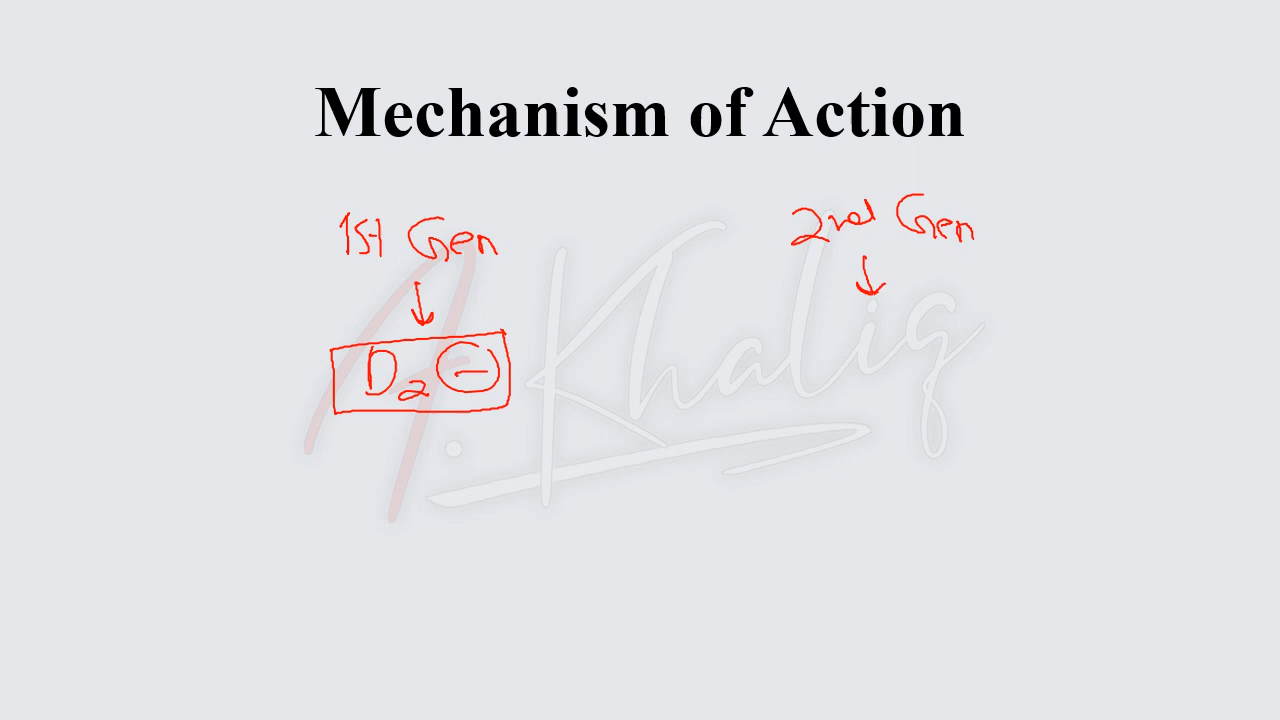 Mechanism of Action
1st Gen
2nd Gen
D2 -
A. Khaliq